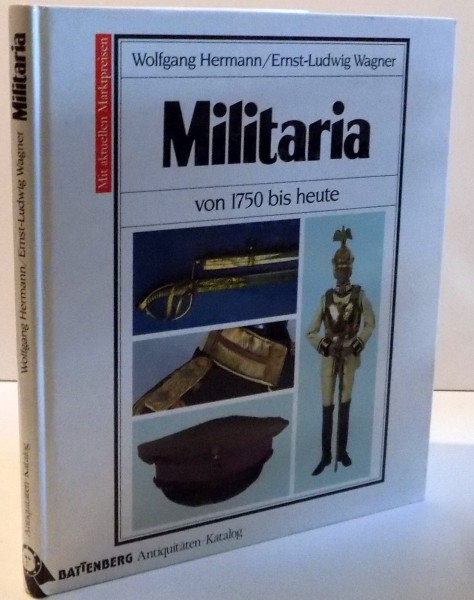 Wolfgang Hermann/Ernst-Ludwig Wagner
Militaria
von 1750 bis heute
Mit aktuellen Marktpreisen
BATTENBERG Antiquitäten-Katalog
Wolfgang Hermann/Ernst-Ludwig Wagner Militaria
Antiquitäten-Katalog